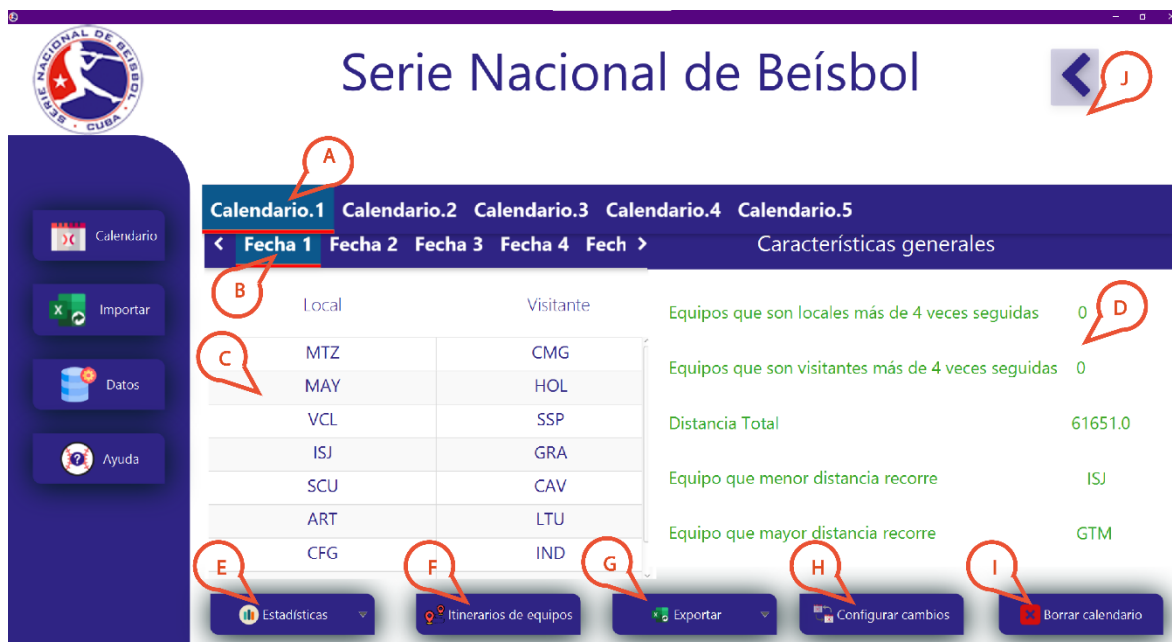 SERIE NACIONAL DE BEISBOL
CUBA
Serie Nacional de Beísbol
J
A
Calendario.1 Calendario.2 Calendario.3 Calendario.4 Calendario.5
Fecha 1 Fecha 2 Fecha 3 Fecha 4 Fech
Características generales
Calendario
Importar
Datos
Ayuda
B
Local Visitante
C
MTZ CMG
MAY HOL
VCL SSP
ISJ GRA
SCU CAV
ART LTU
CFG IND
Equipos que son locales más de 4 veces seguidas 0
D
Equipos que son visitantes más de 4 veces seguidas 0
Distancia Total 61651.0
Equipo que menor distancia recorre ISJ
Equipo que mayor distancia recorre GTM
E F G H I
Estadísticas Itinerarios de equipos Exportar Configurar cambios Borrar calendario